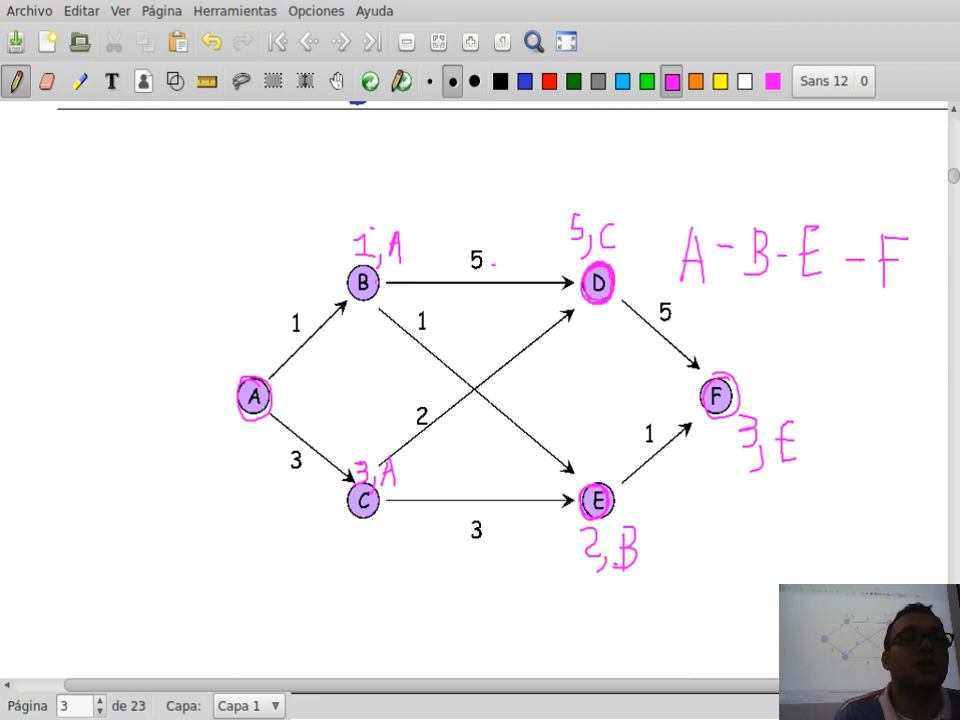 Archivo Editar Ver Página Herramientas Opciones Ayuda
T Sans 12 0
1,A 5,C A-B-E-F
5
B D
1 1 5
A F
2 1 3,E
3
3,A
C E
3 2,B
Página 3 de 23 Capa: Capa 1